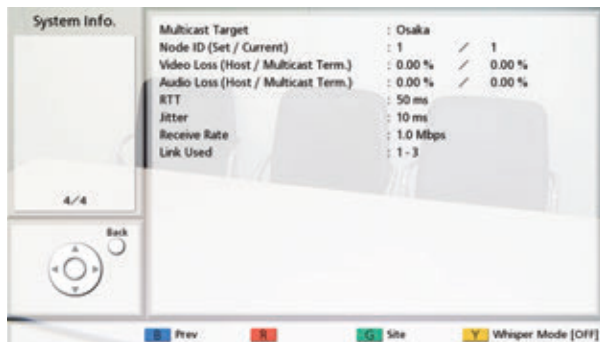 System Info.
Multicast Target : Osaka
Node ID (Set / Current) : 1 / 1
Video Loss (Host / Multicast Term.) : 0.00 % / 0.00 %
Audio Loss (Host / Multicast Term.) : 0.00 % / 0.00 %
RTT : 50 ms
Jitter : 10 ms
Receive Rate : 1.0 Mbps
Link Used : 1 - 3
4/4
Back
B Prev R G Site Y Whisper Mode [OFF]